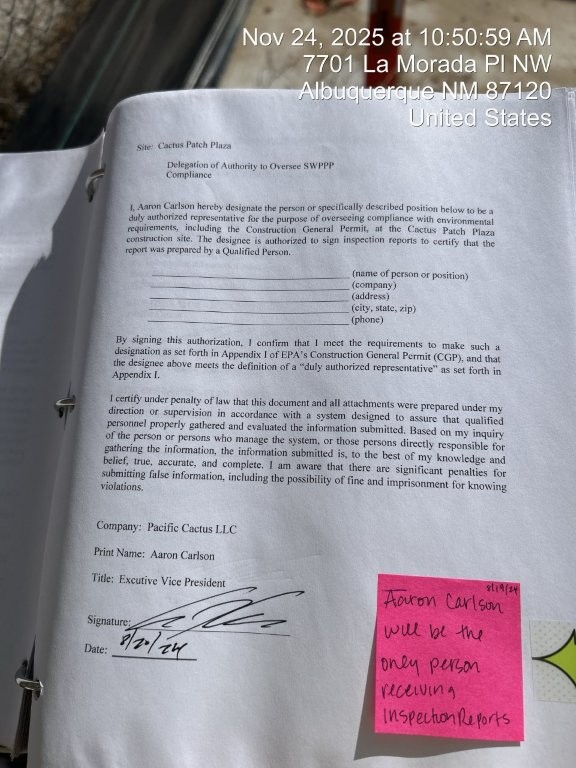 Nov 24, 2025 at 10:50:59 AM
7701 La Morada Pl NW
Albuquerque NM 87120
United States
Site: Cactus Patch Plaza
Delegation of Authority to Oversee SWPPP
Compliance
I, Aaron Carlson hereby designate the person or specifically described position below to be a
duly authorized representative for the purpose of overseeing compliance with environmental
requirements, including the Construction General Permit, at the Cactus Patch Plaza
construction site. The designee is authorized to sign inspection reports to certify that the
report was prepared by a Qualified Person.
(name of person or position)
(company)
(address)
(city, state, zip)
(phone)
By signing this authorization, I confirm that I meet the requirements to make such a
designation as set forth in Appendix I of EPA's Construction General Permit (CGP), and that
the designee above meets the definition of a "duly authorized representative" as set forth in
Appendix I.
I certify under penalty of law that this document and all attachments were prepared under my
direction or supervision in accordance with a system designed to assure that qualified
personnel properly gathered and evaluated the information submitted. Based on my inquiry
of the person or persons who manage the system, or those persons directly responsible for
gathering the information, the information submitted is, to the best of my knowledge and
belief, true, accurate, and complete. I am aware that there are significant penalties for
submitting false information, including the possibility of fine and imprisonment for knowing
violations.
Company: Pacific Cactus LLC
Print Name: Aaron Carlson
Title: Excutive Vice President
Signature:
Date: 8/20/24
8/19/24
Aaron Carlson
will be the
only person
receiving
Inspection Reports